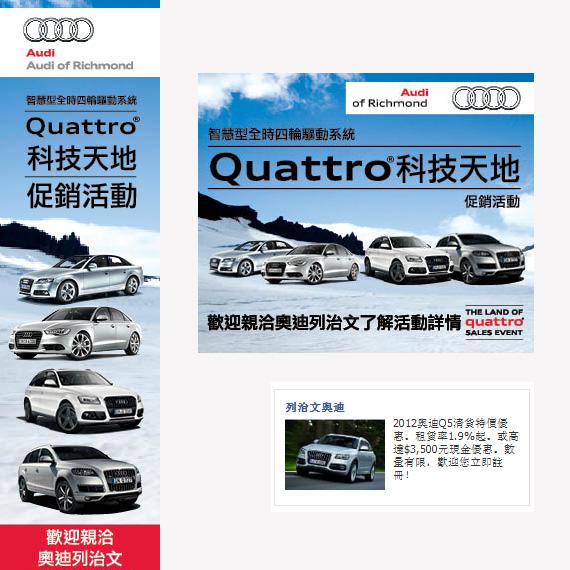 Audi
Audi of Richmond
智慧型全時四輪驅動系統
Quattro®
科技天地
促銷活動
歡迎親洽
奧迪列治文
Audi
of Richmond
智慧型全時四輪驅動系統
Quattro®科技天地
促銷活動
歡迎親洽奧迪列治文了解活動詳情
THE LAND OF
quattro®
SALES EVENT
列治文奧迪
2012奧迪Q5清貨特價優
惠。租賃率1.9%起。或高
達$3,500元現金優惠。數
量有限，歡迎您立即註
冊！